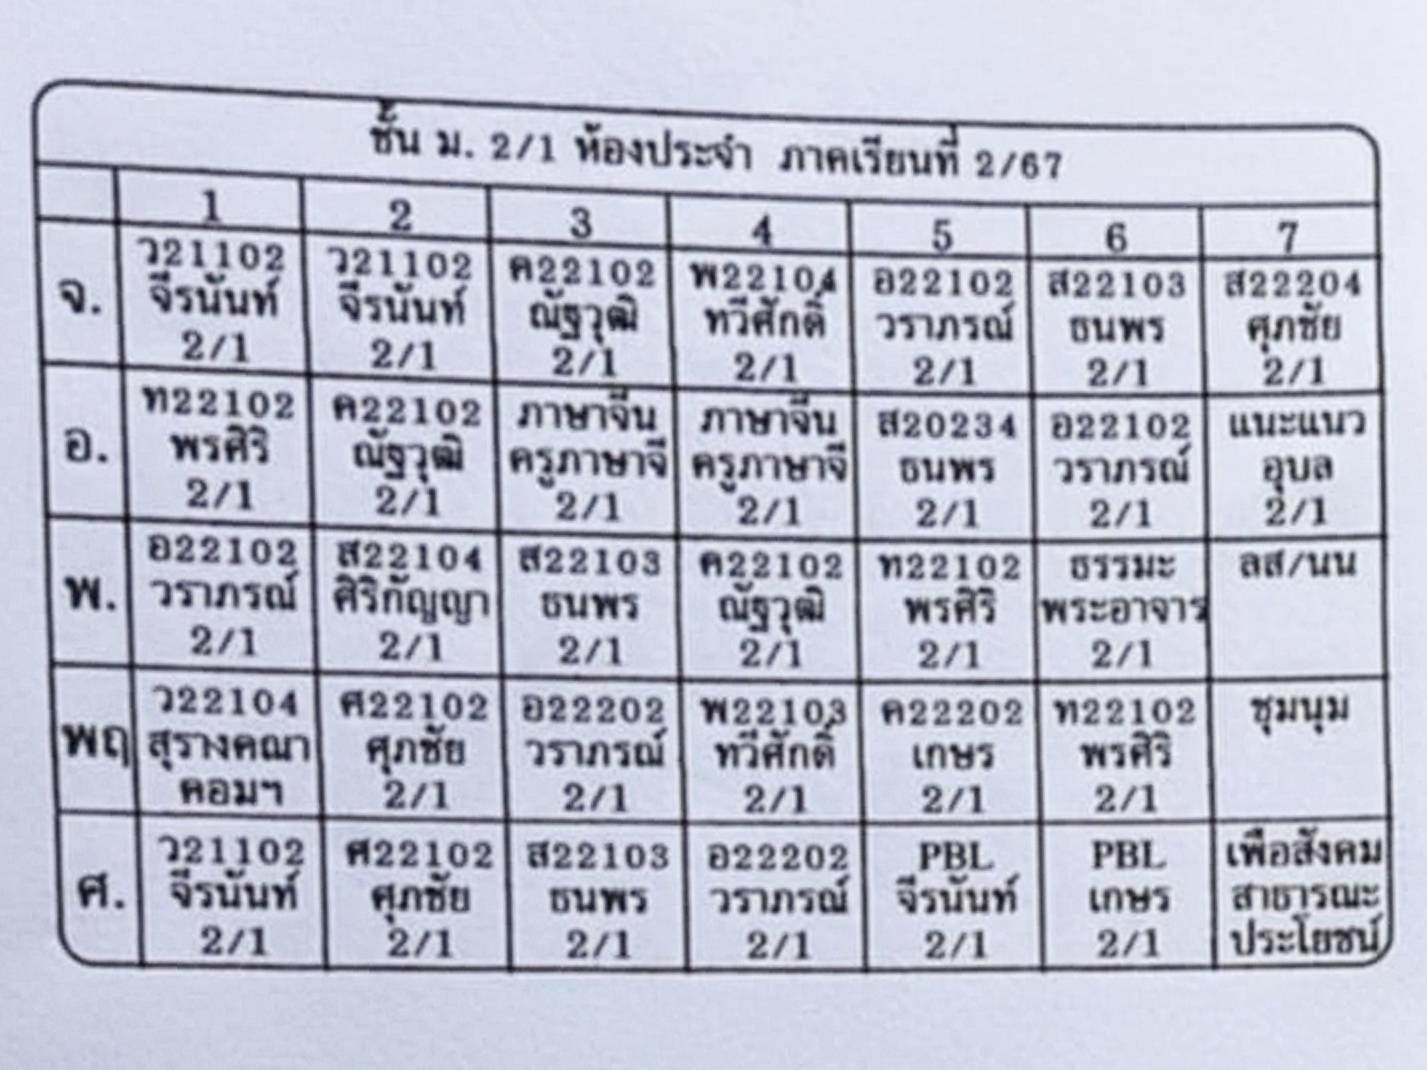 ชั้น ม. 2/1 ห้องประจำ ภาคเรียนที่ 2/67
1 2 3 4 5 6 7
จ.
ว21102 ว21102 ค22102 พ22104 อ22102 ส22103 ส22204
จีรนันท์ จีรนันท์ ณัฐวุฒิ ทวีศักดิ์ วราภรณ์ ธนพร ศุภชัย
2/1 2/1 2/1 2/1 2/1 2/1 2/1
อ.
ท22102 ค22102 ภาษาจีน ภาษาจีน ส20234 อ22102 แนะแนว
พรศิริ ณัฐวุฒิ ครูภาษาจี ครูภาษาจี ธนพร วราภรณ์ อุบล
2/1 2/1 2/1 2/1 2/1 2/1 2/1
พ.
อ22102 ส22104 ส22103 ค22102 ท22102 ธรรมะ ลส/นน
วราภรณ์ ศิริกัญญา ธนพร ณัฐวุฒิ พรศิริ พระอาจาร
2/1 2/1 2/1 2/1 2/1 2/1
พฤ
ว22104 ศ22102 อ22202 พ22103 ค22202 ท22102 ชุมนุม
สุรางคณา ศุภชัย วราภรณ์ ทวีศักดิ์ เกษร พรศิริ
คอมฯ 2/1 2/1 2/1 2/1 2/1
ศ.
ว21102 ศ22102 ส22103 อ22202 PBL PBL เพื่อสังคม
จีรนันท์ ศุภชัย ธนพร วราภรณ์ จีรนันท์ เกษร สาธารณะ
2/1 2/1 2/1 2/1 2/1 2/1 ประโยชน์